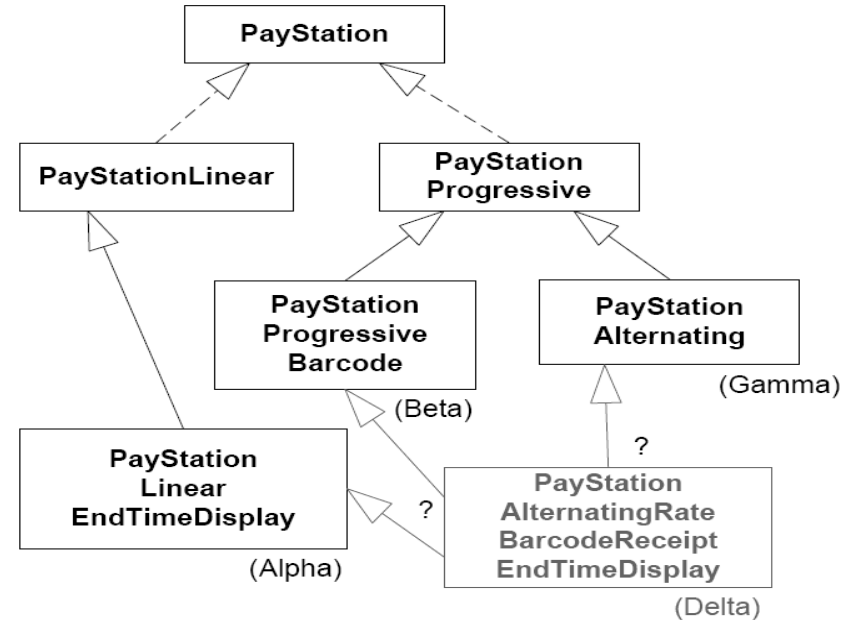 PayStation
PayStationLinear
PayStation
Progressive
PayStation
Progressive
Barcode
(Beta)
PayStation
Alternating
(Gamma)
PayStation
Linear
EndTimeDisplay
(Alpha)
?
?
PayStation
AlternatingRate
BarcodeReceipt
EndTimeDisplay
(Delta)